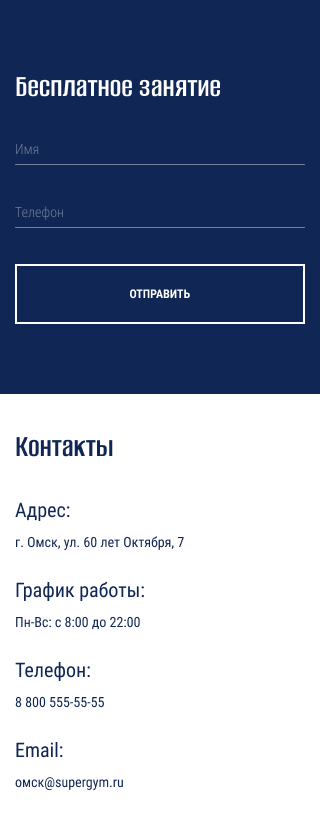 Бесплатное занятие
Имя
Телефон
ОТПРАВИТЬ
Контакты
Адрес:
г. Омск, ул. 60 лет Октября, 7
График работы:
Пн-Вс: с 8:00 до 22:00
Телефон:
8 800 555-55-55
Email:
омск@supergym.ru